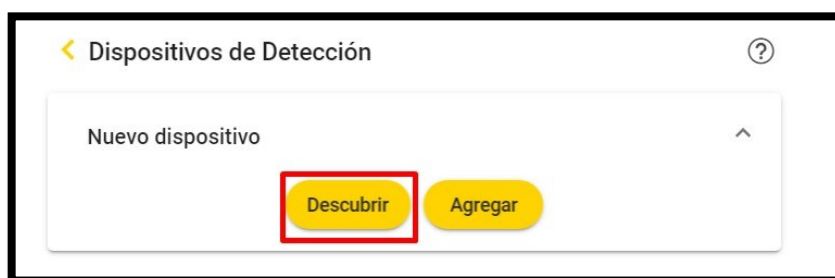 Dispositivos de Detección
Nuevo dispositivo
Descubrir Agregar